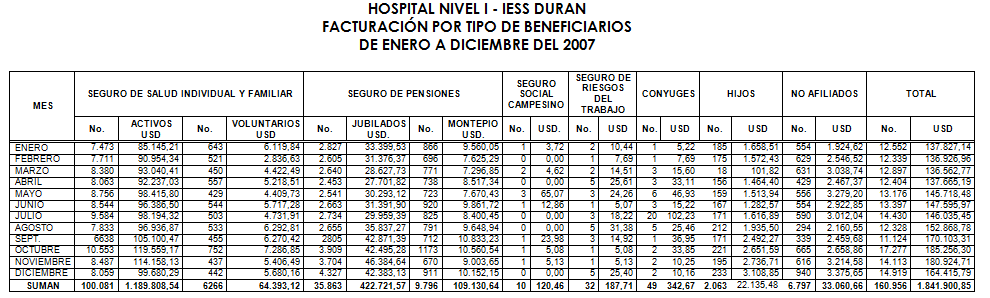 HOSPITAL NIVEL I - IESS DURAN
FACTURACIÓN POR TIPO DE BENEFICIARIOS
DE ENERO A DICIEMBRE DEL 2007
MES SEGURO DE SALUD INDIVIDUAL Y FAMILIAR SEGURO DE PENSIONES SEGURO SOCIAL CAMPESINO SEGURO DE RIESGOS DEL TRABAJO CONYUGES HIJOS NO AFILIADOS TOTAL
No. ACTIVOS USD No. VOLUNTARIOS USD No. JUBILADOS USD. No. MONTEPIO USD. No. USD. No. USD No. USD No. USD No. USD No. USD
ENERO 7.473 85.145,21 643 6.119,84 2.827 33.399,53 866 9.560,05 1 3,72 2 10,44 1 5,22 185 1.658,51 554 1.924,62 12.552 137.827,14
FEBRERO 7.711 90.954,34 521 2.836,63 2.605 31.376,37 696 7.625,29 0 0,00 1 7,69 1 7,69 175 1.572,43 629 2.546,52 12.339 136.926,96
MARZO 8.380 93.040,41 450 4.422,49 2.640 28.627,73 771 7.296,85 2 4,62 2 14,51 3 15,60 18 101,82 631 3.038,74 12.897 136.562,77
ABRIL 8.063 92.237,03 557 5.218,51 2.453 27.701,82 738 8.517,34 0 0,00 5 25,61 3 33,11 156 1.464,40 429 2.467,37 12.404 137.665,19
MAYO 8.756 98.415,80 429 4.409,73 2.541 30.293,12 723 7.670,43 3 65,07 3 24,26 6 46,93 159 1.513,94 556 3.279,20 13.176 145.718,48
JUNIO 8.544 96.386,50 544 5.717,28 2.663 31.391,90 920 9.861,72 1 12,86 1 5,07 3 15,22 167 1.282,57 554 2.922,85 13.397 147.595,97
JULIO 9.584 98.194,32 503 4.731,91 2.734 29.959,39 825 8.400,45 0 0,00 3 18,22 20 102,23 172 1.616,89 590 3.012,04 14.430 146.035,45
AGOSTO 7.833 96.936,87 533 6.292,81 2.655 35.837,27 791 9.648,94 0 0,00 5 31,38 5 25,46 212 1.935,50 294 2.160,55 12.328 152.868,78
SEPT. 6638 105.100,47 455 6.270,42 2805 42.871,39 712 10.833,23 1 23,98 3 14,92 1 36,95 171 2.492,27 339 2.459,68 11.124 170.103,31
OCTUBRE 10.553 119.559,17 752 7.286,85 3.909 42.495,28 1173 10.560,54 1 5,08 1 5,08 2 33,85 221 2.651,59 665 2.658,86 17.277 185.256,30
NOVIEMBRE 8.487 114.158,13 437 5.406,49 3.704 46.384,64 670 9.003,65 1 5,13 1 5,13 2 10,25 195 2.736,71 616 3.214,58 14.113 180.924,71
DICIEMBRE 8.059 99.680,29 442 5.680,16 4.327 42.383,13 911 10.152,15 0 0,00 5 25,40 2 10,16 233 3.108,85 940 3.375,65 14.919 164.415,79
SUMAN 100.081 1.189.808,54 6266 64.393,12 35.863 422.721,57 9.796 109.130,64 10 120,46 32 187,71 49 342,67 2.063 22.135,48 6.797 33.060,66 160.956 1.841.900,85